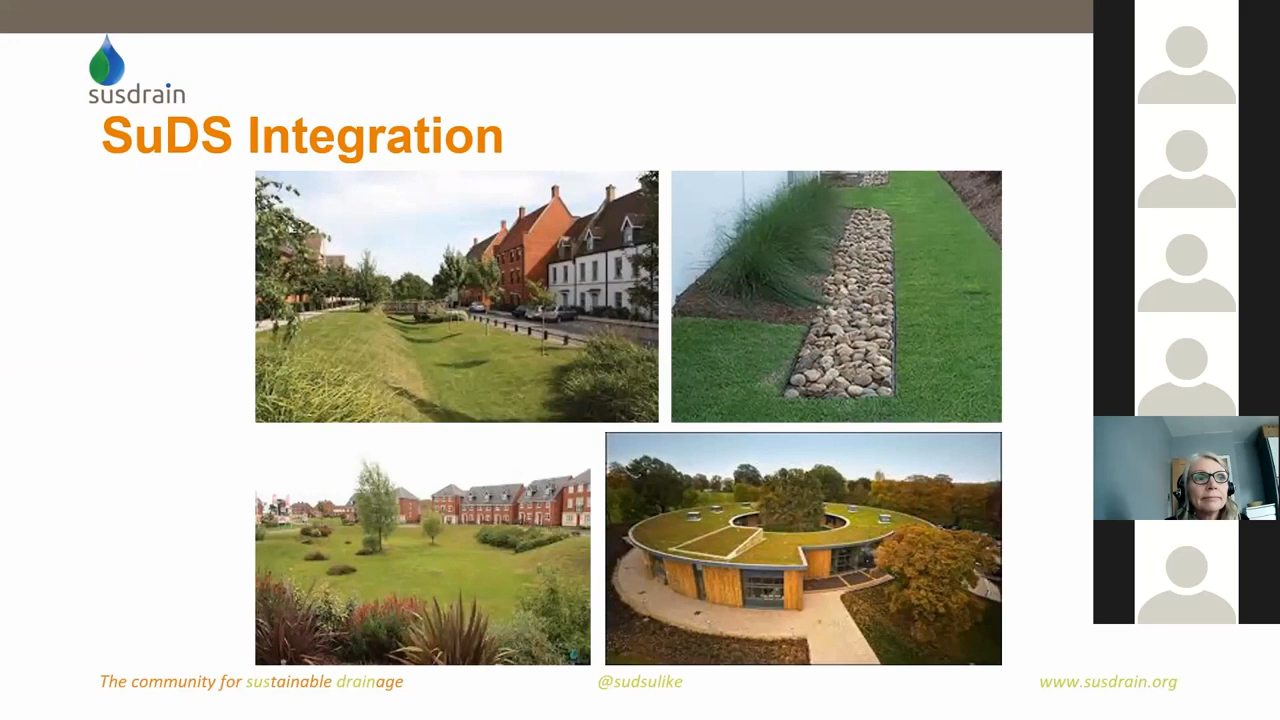 susdrain
SuDS Integration
The community for sustainable drainage
@sudsulike
www.susdrain.org